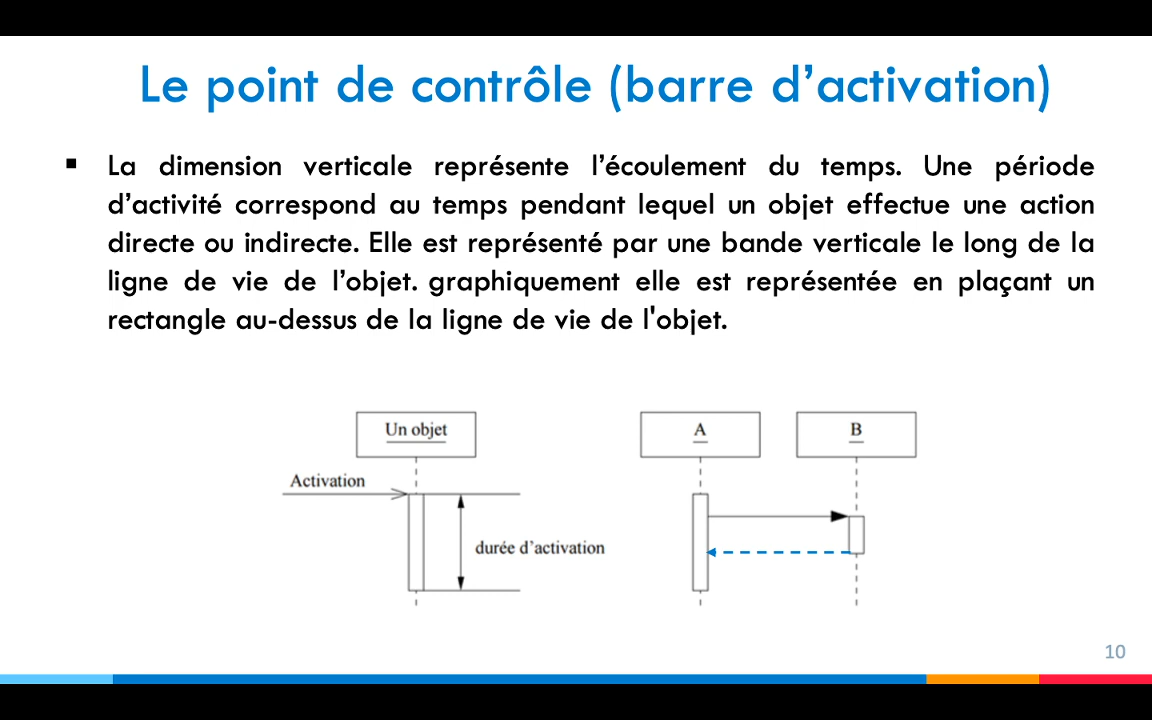 Le point de contrôle (barre d’activation)
▪ La dimension verticale représente l’écoulement du temps. Une période
d’activité correspond au temps pendant lequel un objet effectue une action
directe ou indirecte. Elle est représenté par une bande verticale le long de la
ligne de vie de l’objet. graphiquement elle est représentée en plaçant un
rectangle au-dessus de la ligne de vie de l'objet.
Un objet
A
B
Activation
durée d’activation
10